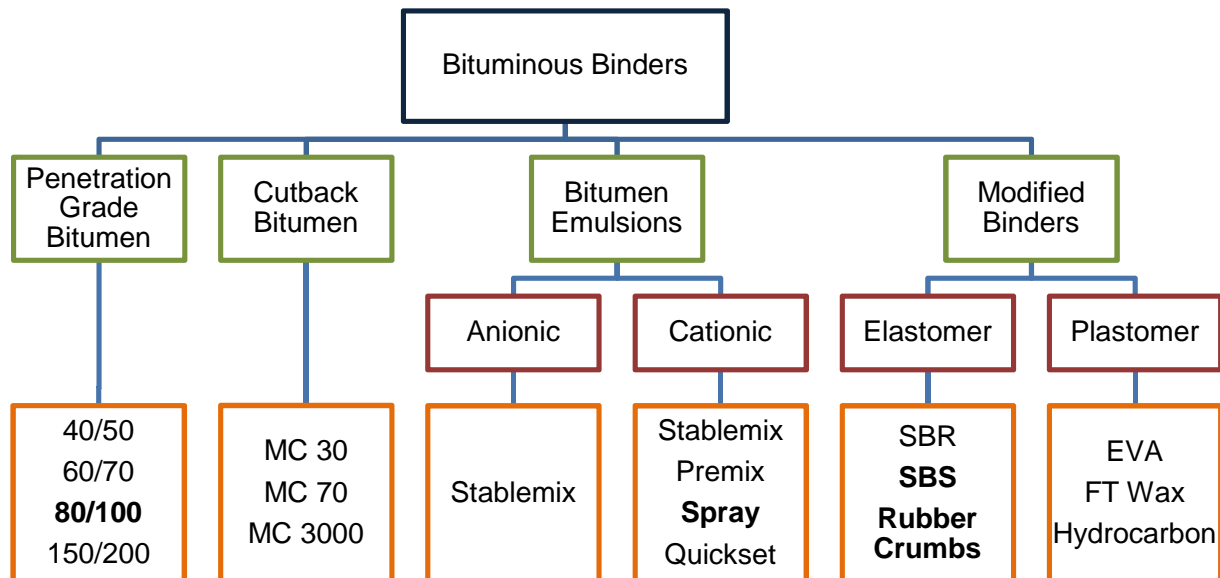 Bituminous Binders
Penetration
Grade
Bitumen
Cutback
Bitumen
Bitumen
Emulsions
Modified
Binders
Anionic
Cationic
Elastomer
Plastomer
40/50
60/70
80/100
150/200
MC 30
MC 70
MC 3000
Stablemix
Stablemix
Premix
Spray
Quickset
SBR
SBS
Rubber
Crumbs
EVA
FT Wax
Hydrocarbon